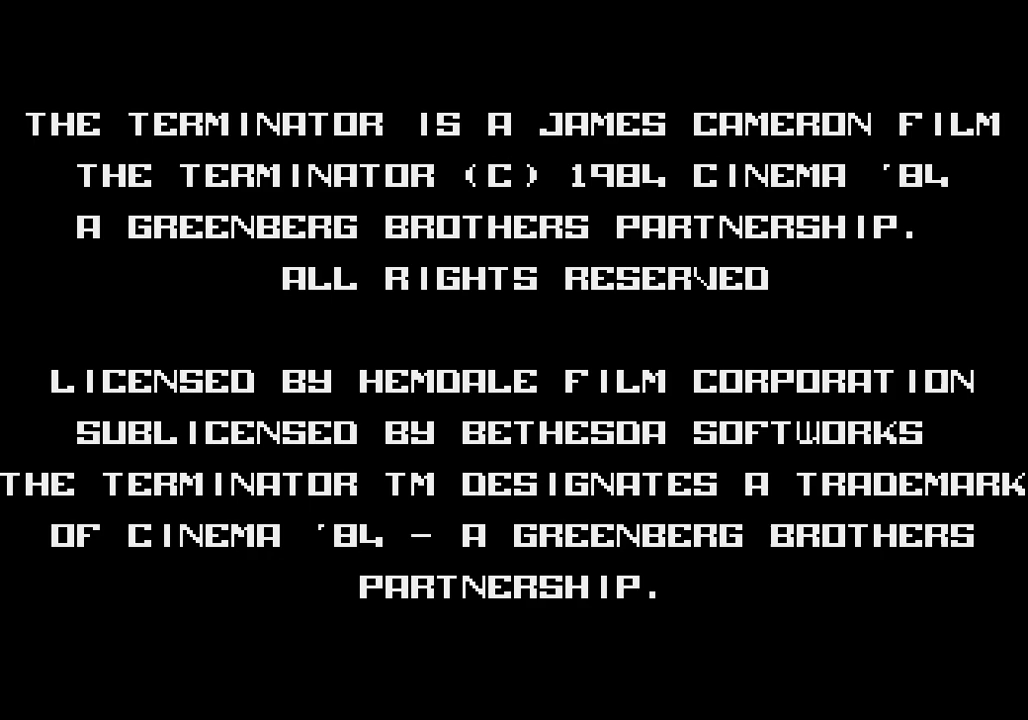 THE TERMINATOR IS A JAMES CAMERON FILM
THE TERMINATOR (C) 1984 CINEMA '84
A GREENBERG BROTHERS PARTNERSHIP.
ALL RIGHTS RESERVED
LICENSED BY HEMDALE FILM CORPORATION
SUBLICENSED BY BETHESDA SOFTWORKS
THE TERMINATOR TM DESIGNATES A TRADEMARK
OF CINEMA '84 - A GREENBERG BROTHERS
PARTNERSHIP.